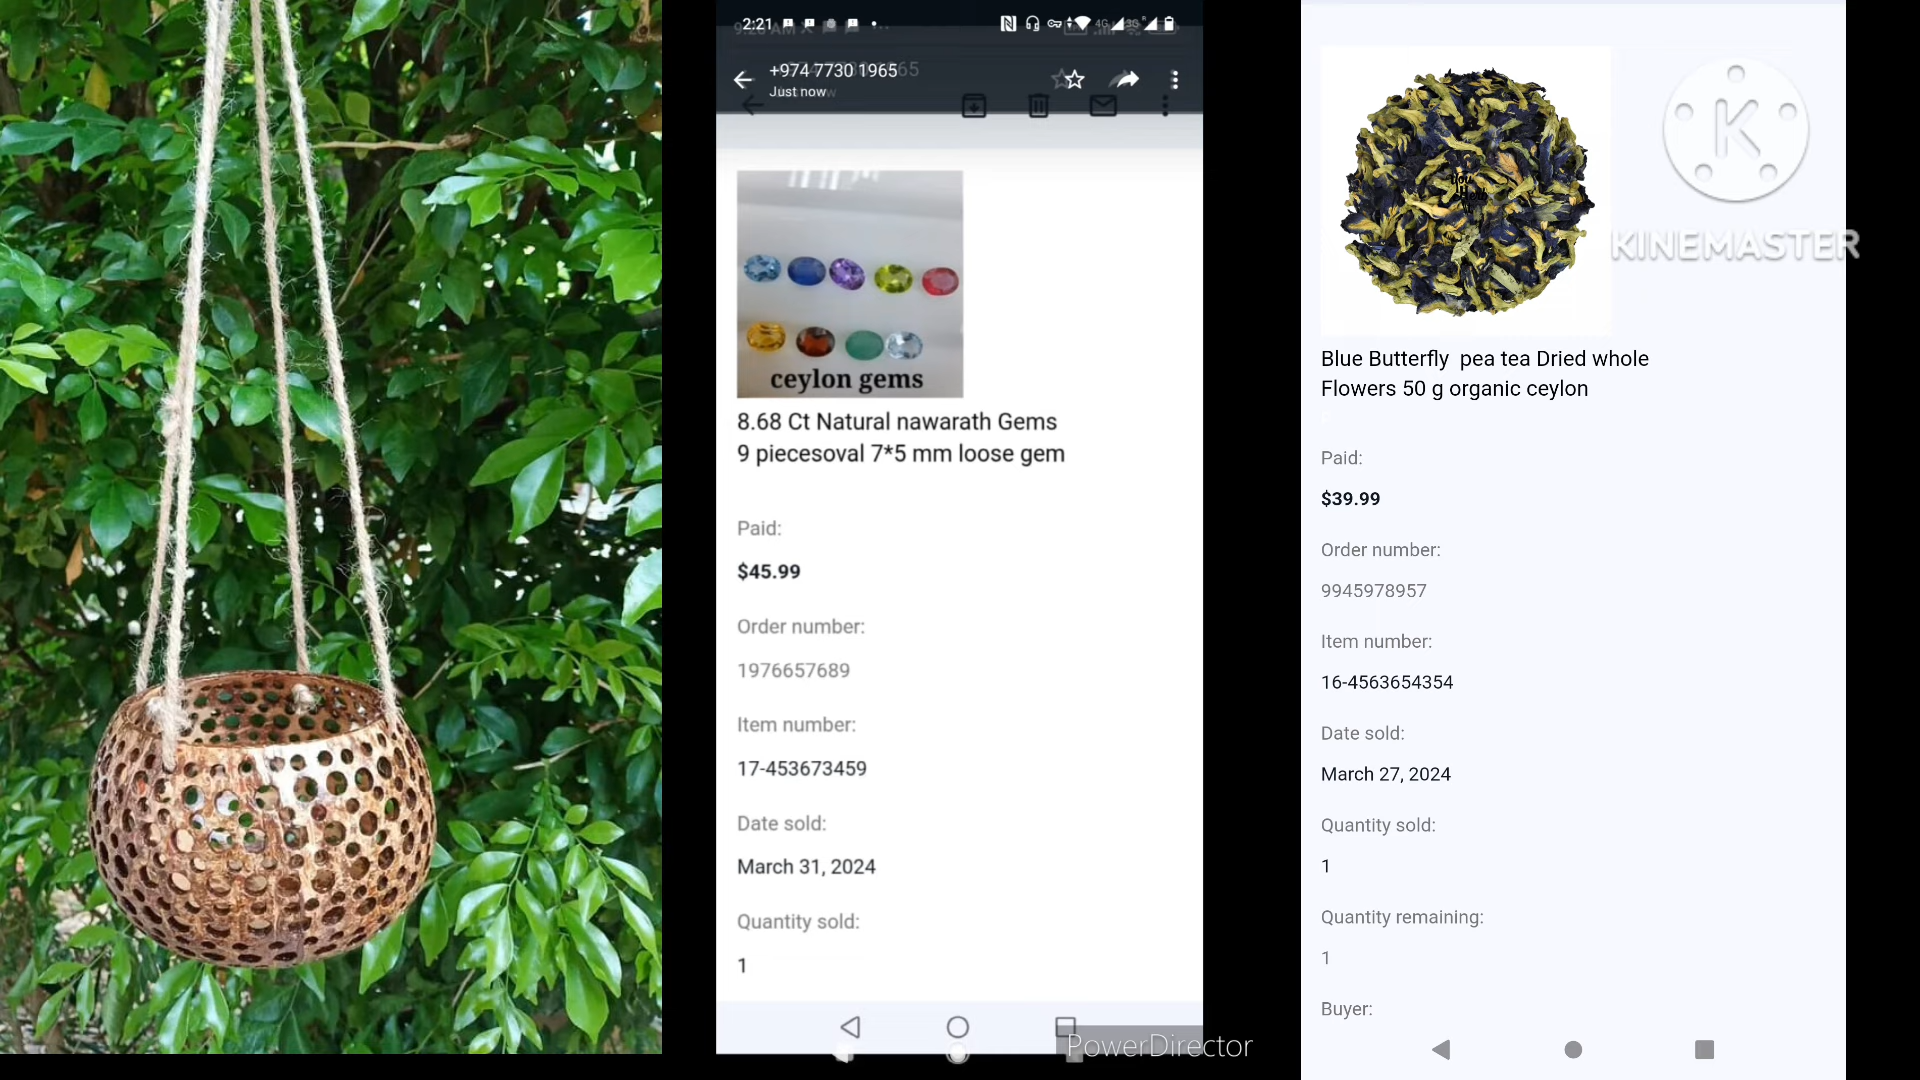 2:21
+974 7730 1965
Just now
ceylon gems
8.68 Ct Natural nawarath Gems
9 piecesoval 7*5 mm loose gem
Paid:
$45.99
Order number:
1976657689
Item number:
17-453673459
Date sold:
March 31, 2024
Quantity sold:
1
PowerDirector
K
KINEMASTER
Blue Butterfly pea tea Dried whole
Flowers 50 g organic ceylon
Paid:
$39.99
Order number:
9945978957
Item number:
16-4563654354
Date sold:
March 27, 2024
Quantity sold:
1
Quantity remaining:
1
Buyer: